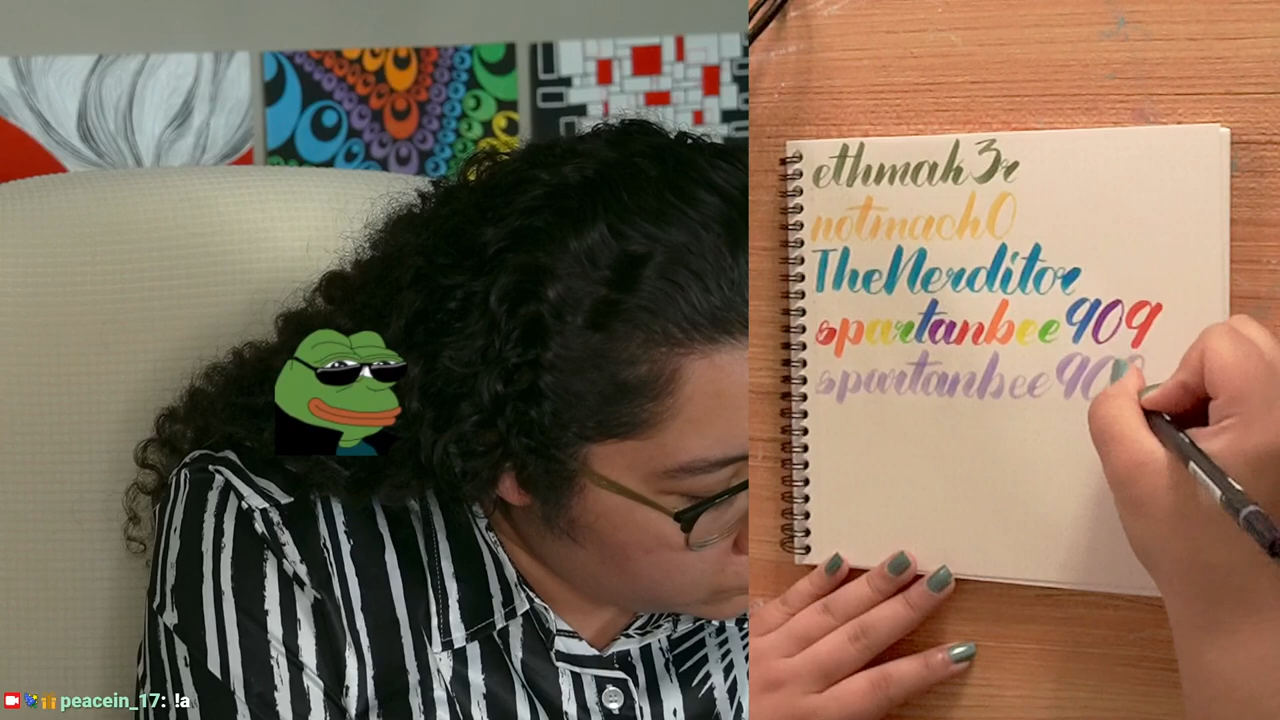 ethmak3r
notmach0
TheNerditor
spartanbee909
spartanbee90
peacein_17: !a